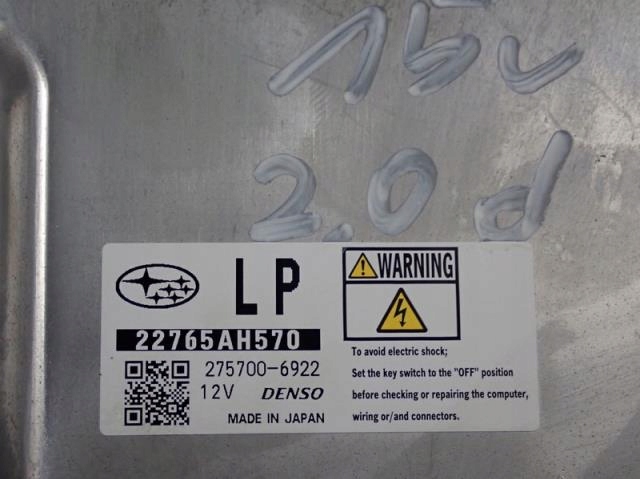 15r
2.0d
LP
WARNING
22765AH570
275700-6922
12V DENSO
MADE IN JAPAN
To avoid electric shock;
Set the key switch to the "OFF" position
before checking or repairing the computer,
wiring or/and connectors.